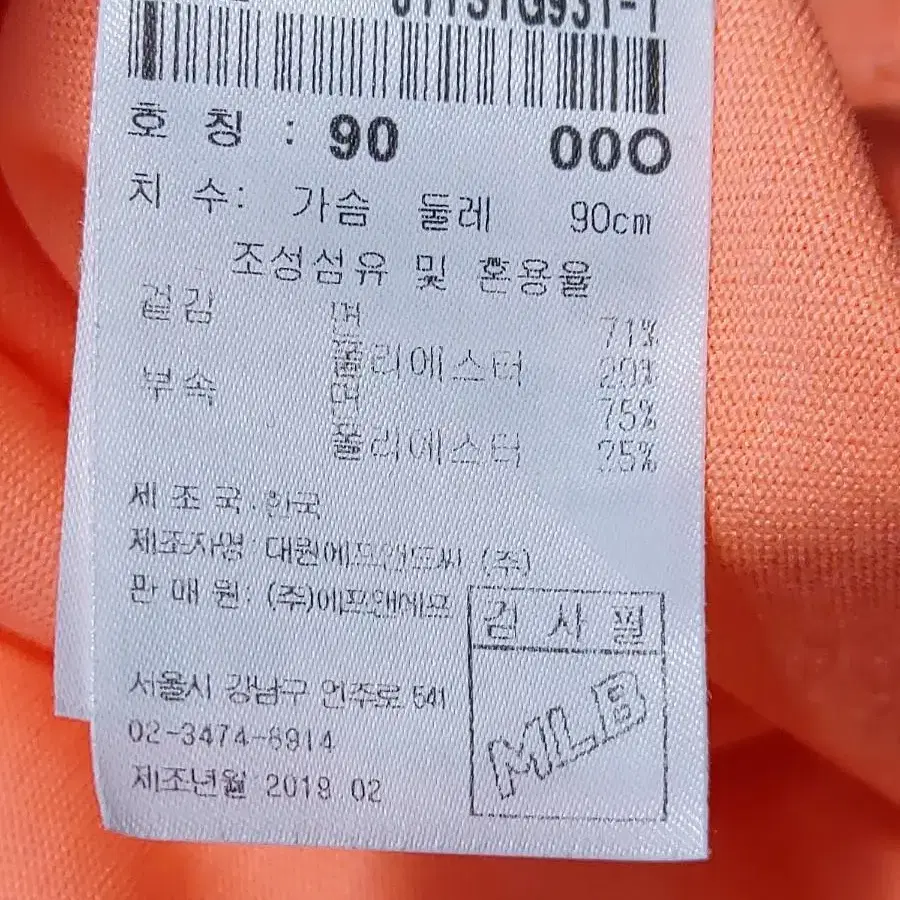 호 칭 : 90 000
치 수: 가슴 둘레 90cm
조성섬유 및 혼용율
겉감 면 71%
폴리에스터 29%
부속 면 75%
폴리에스터 25%
제 조 국: 한국
제조자명: 대원에프앤드씨 (주)
판 매 원: (주)에프앤에프
검 사 필
MLB
서울시 강남구 언주로 541
02-3474-8914
제조년월 2019 02